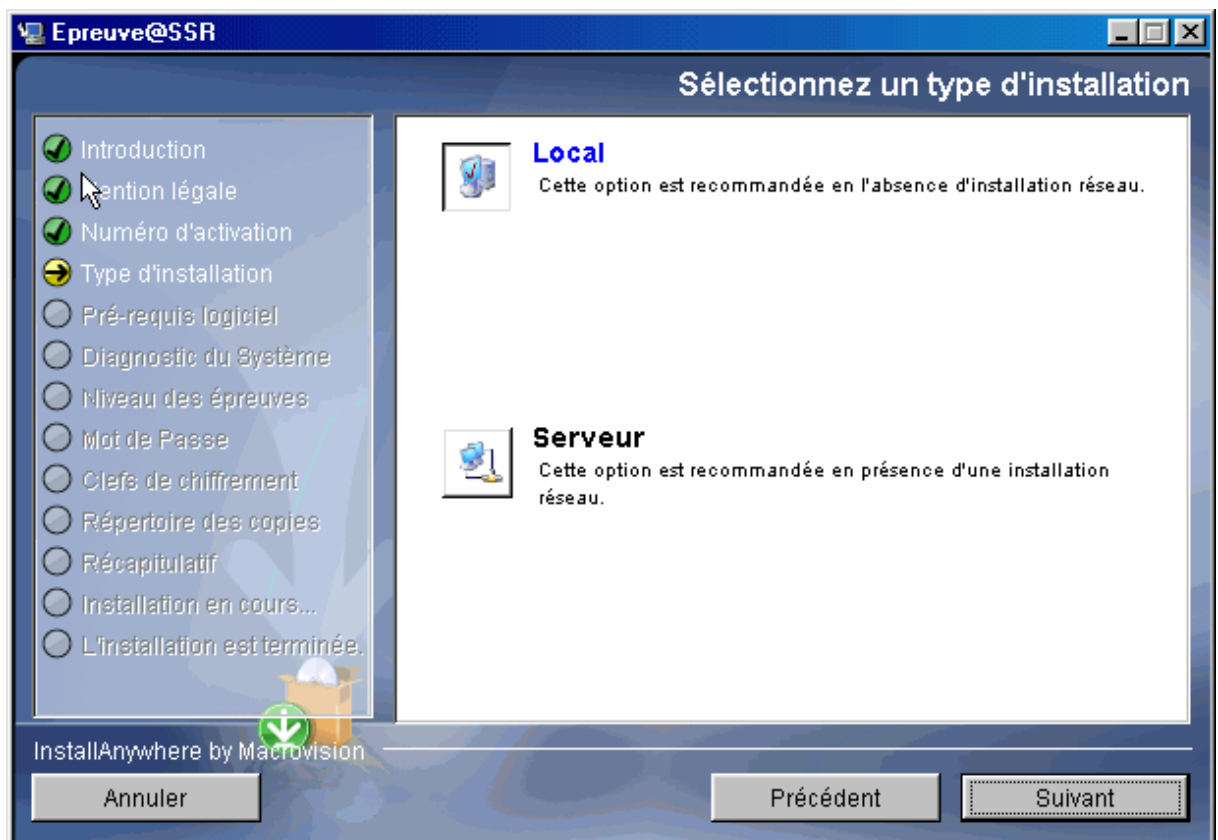 Epreuve@SSR
Sélectionnez un type d'installation
Introduction
Mention légale
Numéro d'activation
Type d'installation
Pré-requis logiciel
Diagnostic du Système
Niveau des épreuves
Mot de Passe
Clefs de chiffrement
Répertoire des copies
Récapitulatif
Installation en cours...
L'installation est terminée.
Local
Cette option est recommandée en l'absence d'installation réseau.
Serveur
Cette option est recommandée en présence d'une installation
réseau.
InstallAnywhere by Macrovision
Annuler
Précédent
Suivant